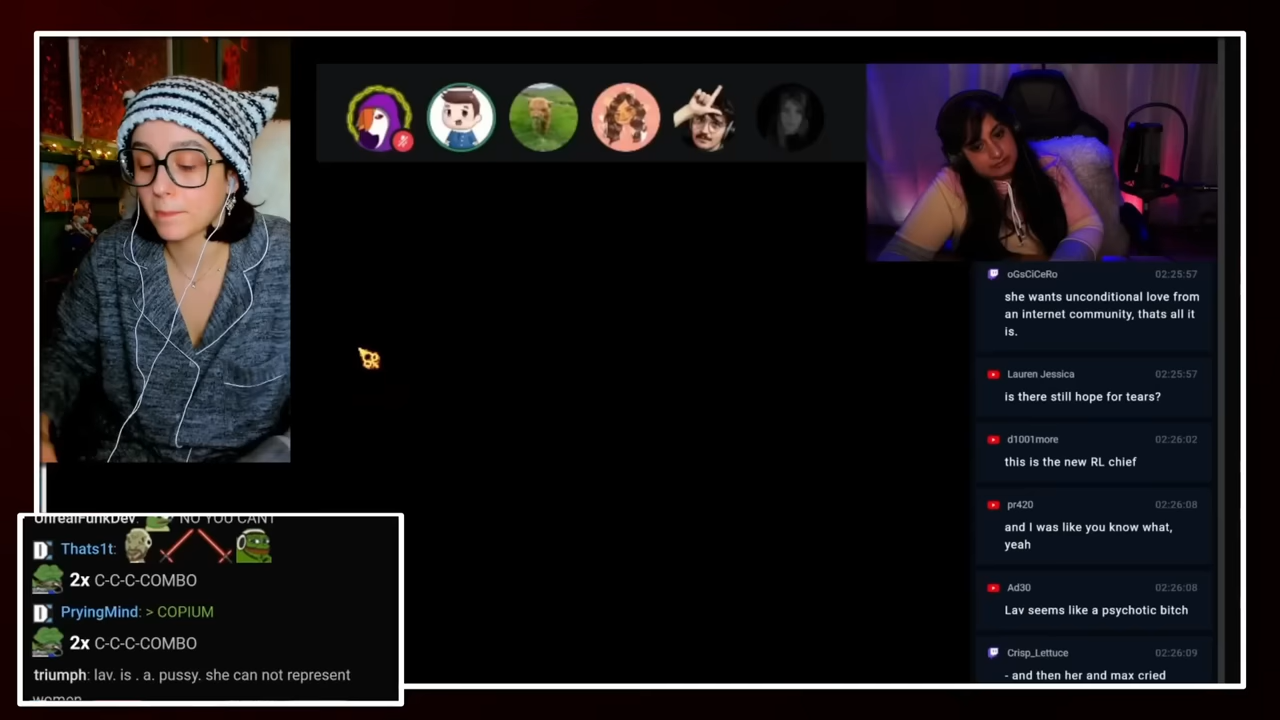 oGsCiCeRo 02:25:57
she wants unconditional love from
an internet community, thats all it
is.
Lauren Jessica 02:25:57
is there still hope for tears?
d1001more 02:26:02
this is the new RL chief
pr420 02:26:08
and I was like you know what,
yeah
Ad30 02:26:08
Lav seems like a psychotic bitch
Crisp_Lettuce 02:26:09
- and then her and max cried
UnrealFunkDev: NO YOU CANT
Thats1t:
2x C-C-C-COMBO
PryingMind: > COPIUM
2x C-C-C-COMBO
triumph: lav. is . a. pussy. she can not represent
women